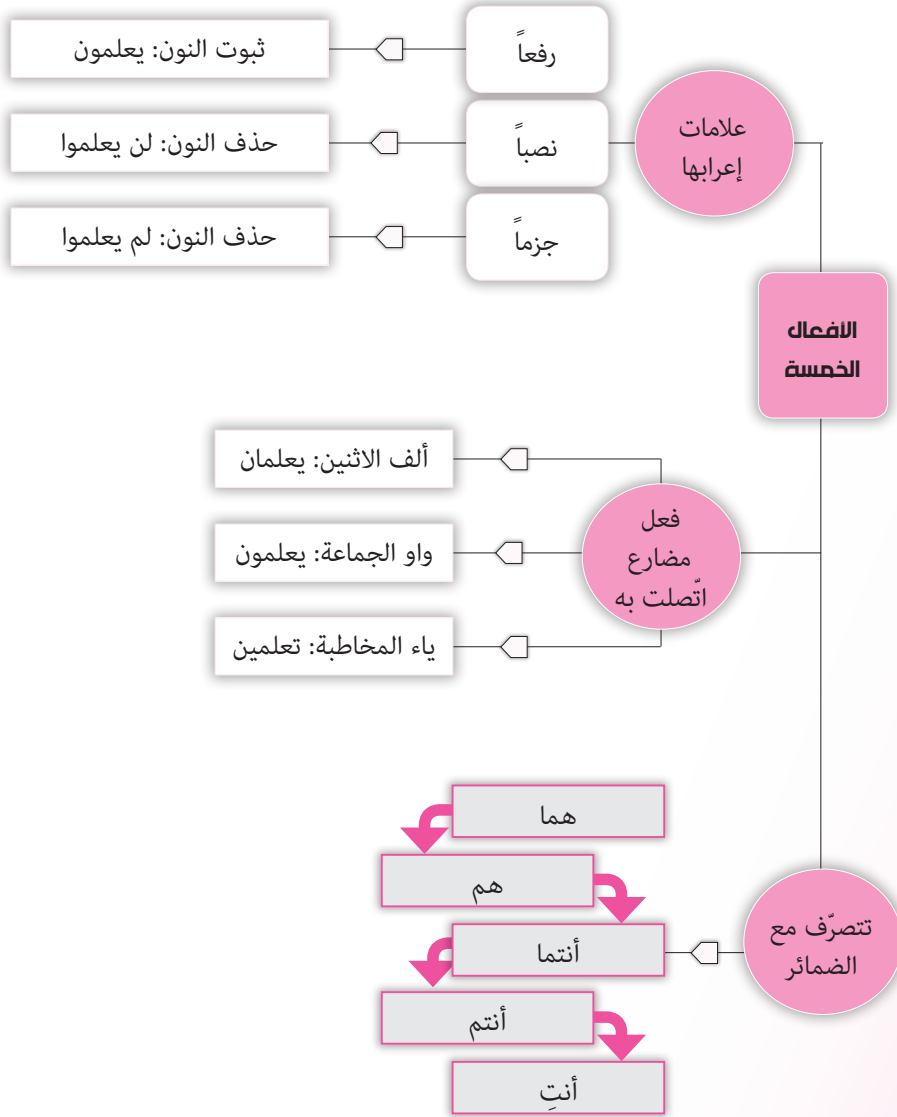 الأفعال
الخمسة
علامات
إعرابها
رفعاً
ثبوت النون: يعلمون
نصباً
حذف النون: لن يعلموا
جزماً
حذف النون: لم يعلموا
فعل
مضارع
اتّصلت به
ألف الاثنين: يعلمان
واو الجماعة: يعلمون
ياء المخاطبة: تعلمين
تتصرّف مع
الضمائر
هما
هم
أنتما
أنتم
أنتِ